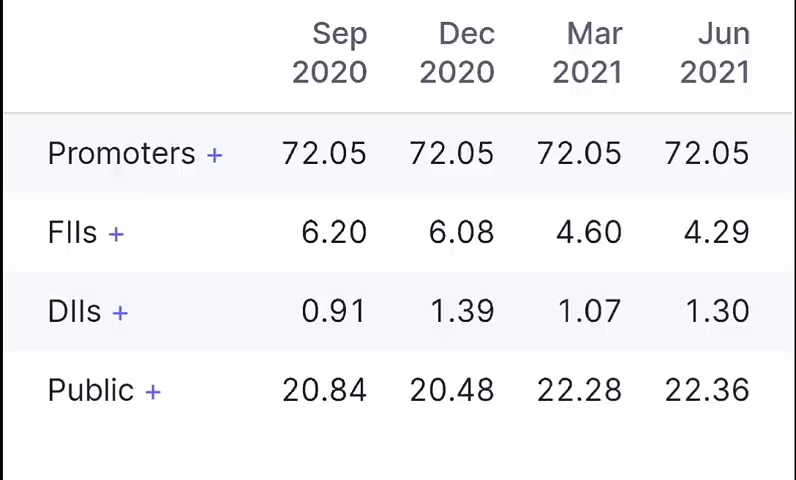 Sep Dec Mar Jun
2020 2020 2021 2021
Promoters + 72.05 72.05 72.05 72.05
FIIs + 6.20 6.08 4.60 4.29
DIIs + 0.91 1.39 1.07 1.30
Public + 20.84 20.48 22.28 22.36